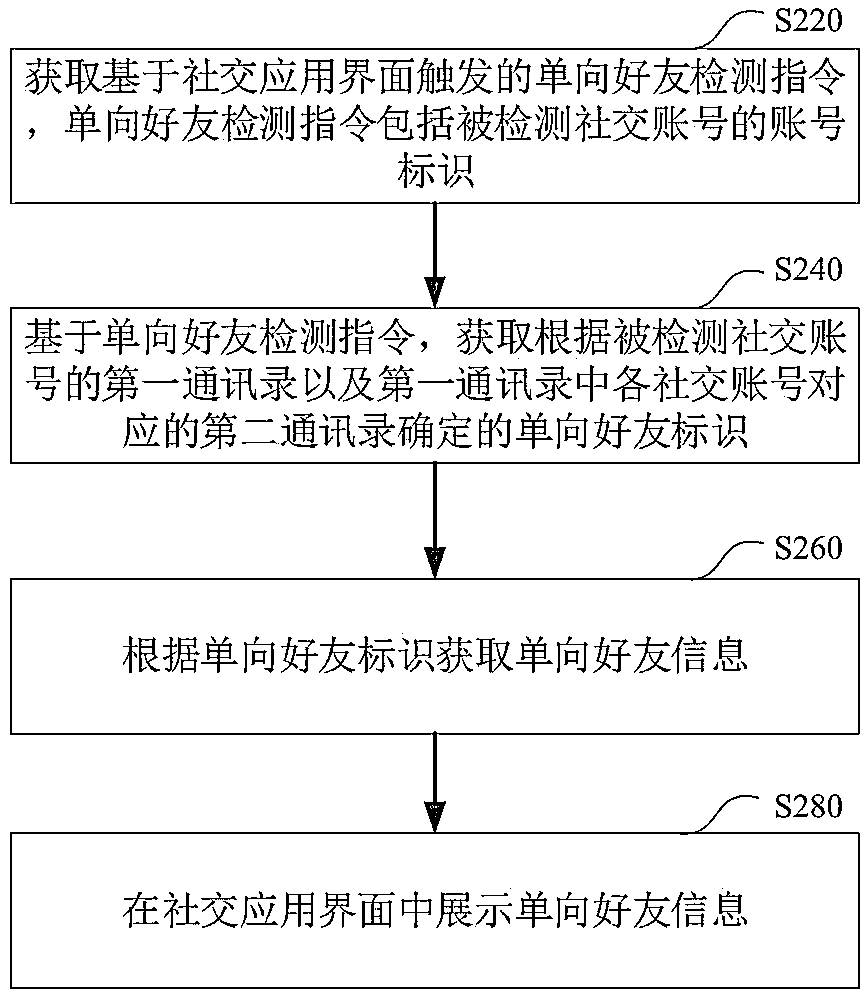 S220
获取基于社交应用界面触发的单向好友检测指令
，单向好友检测指令包括被检测社交账号的账号
标识
S240
基于单向好友检测指令，获取根据被检测社交账
号的第一通讯录以及第一通讯录中各社交账号对
应的第二通讯录确定的单向好友标识
S260
根据单向好友标识获取单向好友信息
S280
在社交应用界面中展示单向好友信息